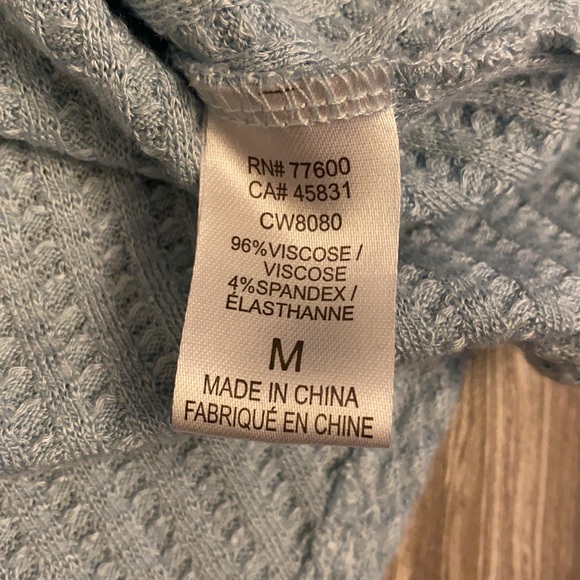 RN# 77600
CA# 45831
CW8080
96%VISCOSE /
VISCOSE
4%SPANDEX /
ÉLASTHANNE
M
MADE IN CHINA
FABRIQUÉ EN CHINE